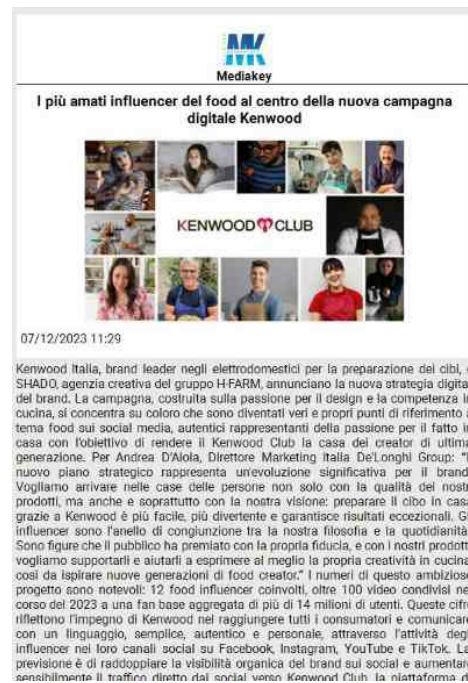 MK
Mediakey
I più amati influencer del food al centro della nuova campagna
digitale Kenwood
KENWOOD CLUB
07/12/2023 11:29
Kenwood Italia, brand leader negli elettrodomestici per la preparazione dei cibi,
SHADO, agenzia creativa del gruppo H-FARM, annunciano la nuova strategia digita
del brand. La campagna, costruita sulla passione per il design e la competenza in
cucina, si concentra su coloro che sono diventati veri e propri punti di riferimento
tema food sui social media, autentici rappresentanti della passione per il fatto in
casa con l'obiettivo di rendere il Kenwood Club la casa dei creator di ultima
generazione. Per Andrea D'Aiola, Direttore Marketing Italia De'Longhi Group:
nuovo piano strategico rappresenta un'evoluzione significativa per il brand.
Vogliamo arrivare nelle case delle persone non solo con la qualità dei nostr
prodotti, ma anche e soprattutto con la nostra visione: preparare il cibo in casa
grazie a Kenwood è più facile, più divertente e garantisce risultati eccezionali. Gl
influencer sono l'anello di congiunzione tra la nostra filosofia e la quotidianità.
Sono figure che il pubblico ha premiato con la propria fiducia, e con i nostri prodott
vogliamo supportarli e aiutarli a esprimere al meglio la propria creatività in cucina
così da ispirare nuove generazioni di food creator." I numeri di questo ambizios
progetto sono notevoli: 12 food influencer coinvolti, oltre 100 video condivisi nel
corso del 2023 a una fan base aggregata di più di 14 milioni di utenti. Queste cifr
riflettono l'impegno di Kenwood nel raggiungere tutti i consumatori e comunicare
con un linguaggio, semplice, autentico e personale, attraverso l'attività degl
influencer nei loro canali social su Facebook, Instagram, YouTube e TikTok. La
previsione è di raddoppiare la visibilità organica del brand sui social e aumentare
sensibilmente il traffico diretto dai social verso Kenwood Club, la piattaforma di